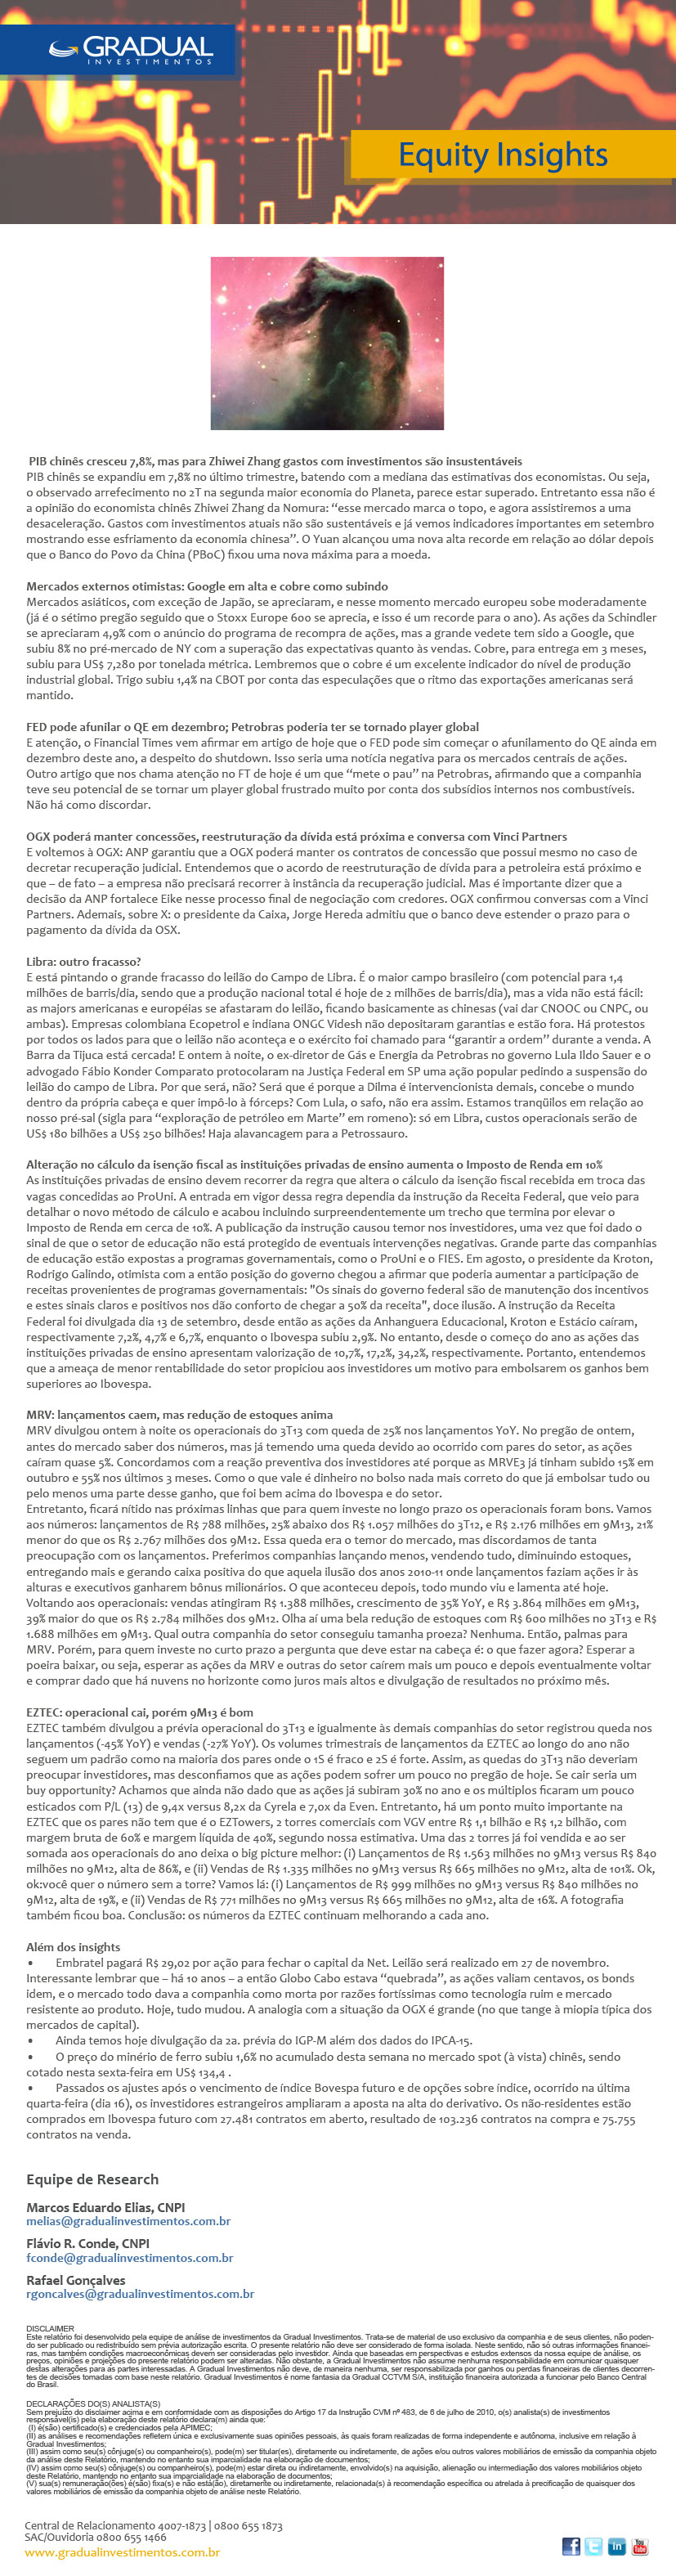 GRADUAL
INVESTIMENTOS
Equity Insights
PIB chinês cresceu 7,8%, mas para Zhiwei Zhang gastos com investimentos são insustentáveis
PIB chinês se expandiu em 7,8% no último trimestre, batendo com a mediana das estimativas dos economistas. Ou seja,
o observado arrefecimento no 2T na segunda maior economia do Planeta, parece estar superado. Entretanto essa não é
a opinião do economista chinês Zhiwei Zhang da Nomura: “esse mercado marca o topo, e agora assistiremos a uma
desaceleração. Gastos com investimentos atuais não são sustentáveis e já vemos indicadores importantes em setembro
mostrando esse esfriamento da economia chinesa”. O Yuan alcançou uma nova alta recorde em relação ao dólar depois
que o Banco do Povo da China (PBoC) fixou uma nova máxima para a moeda.
Mercados externos otimistas: Google em alta e cobre como subindo
Mercados asiáticos, com exceção de Japão, se apreciaram, e nesse momento mercado europeu sobe moderadamente
(já é o sétimo pregão seguido que o Stoxx Europe 600 se aprecia, e isso é um recorde para o ano). As ações da Schindler
se apreciaram 4,9% com o anúncio do programa de recompra de ações, mas a grande vedete tem sido a Google, que
subiu 8% no pré-mercado de NY com a superação das expectativas quanto às vendas. Cobre, para entrega em 3 meses,
subiu para US$ 7,280 por tonelada métrica. Lembremos que o cobre é um excelente indicador do nível de produção
industrial global. Trigo subiu 1,4% na CBOT por conta das especulações que o ritmo das exportações americanas será
mantido.
FED pode afunilar o QE em dezembro; Petrobras poderia ter se tornado player global
E atenção, o Financial Times vem afirmar em artigo de hoje que o FED pode sim começar o afunilamento do QE ainda em
dezembro deste ano, a despeito do shutdown. Isso seria uma notícia negativa para os mercados centrais de ações.
Outro artigo que nos chama atenção no FT de hoje é um que “mete o pau” na Petrobras, afirmando que a companhia
teve seu potencial de se tornar um player global frustrado muito por conta dos subsídios internos nos combustíveis.
Não há como discordar.
OGX poderá manter concessões, reestruturação da dívida está próxima e conversa com Vinci Partners
E voltemos à OGX: ANP garantiu que a OGX poderá manter os contratos de concessão que possui mesmo no caso de
decretar recuperação judicial. Entendemos que o acordo de reestruturação de dívida para a petroleira está próximo e
que – de fato – a empresa não precisará recorrer à instância da recuperação judicial. Mas é importante dizer que a
decisão da ANP fortalece Eike nesse processo final de negociação com credores. OGX confirmou conversas com a Vinci
Partners. Ademais, sobre X: o presidente da Caixa, Jorge Hereda admitiu que o banco deve estender o prazo para o
pagamento da dívida da OSX.
Libra: outro fracasso?
E está pintando o grande fracasso do leilão do Campo de Libra. É o maior campo brasileiro (com potencial para 1,4
milhões de barris/dia, sendo que a produção nacional total é hoje de 2 milhões de barris/dia), mas a vida não está fácil:
as majors americanas e européias se afastaram do leilão, ficando basicamente as chinesas (vai dar CNOOC ou CNPC, ou
ambas). Empresas colombiana Ecopetrol e indiana ONGC Videsh não depositaram garantias e estão fora. Há protestos
por todos os lados para que o leilão não aconteça e o exército foi chamado para “garantir a ordem” durante a venda. A
Barra da Tijuca está cercada! E ontem à noite, o ex-diretor de Gás e Energia da Petrobras no governo Lula Ildo Sauer e o
advogado Fábio Konder Comparato protocolaram na Justiça Federal em SP uma ação popular pedindo a suspensão do
leilão do campo de Libra. Por que será, não? Será que é porque a Dilma é intervencionista demais, concebe o mundo
dentro da própria cabeça e quer impô-lo à fórceps? Com Lula, o safo, não era assim. Estamos tranqüilos em relação ao
nosso pré-sal (sigla para “exploração de petróleo em Marte” em romeno): só em Libra, custos operacionais serão de
US$ 180 bilhões a US$ 250 bilhões! Haja alavancagem para a Petrossauro.
Alteração no cálculo da isenção fiscal as instituições privadas de ensino aumenta o Imposto de Renda em 10%
As instituições privadas de ensino devem recorrer da regra que altera o cálculo da isenção fiscal recebida em troca das
vagas concedidas ao ProUni. A entrada em vigor dessa regra dependia da instrução da Receita Federal, que veio para
detalhar o novo método de cálculo e acabou incluindo surpreendentemente um trecho que termina por elevar o
Imposto de Renda em cerca de 10%. A publicação da instrução causou temor nos investidores, uma vez que foi dado o
sinal de que o setor de educação não está protegido de eventuais intervenções negativas. Grande parte das companhias
de educação estão expostas a programas governamentais, como o ProUni e o FIES. Em agosto, o presidente da Kroton,
Rodrigo Galindo, otimista com a então posição do governo chegou a afirmar que poderia aumentar a participação de
receitas provenientes de programas governamentais: "Os sinais do governo federal são de manutenção dos incentivos
e estes sinais claros e positivos nos dão conforto de chegar a 50% da receita", doce ilusão. A instrução da Receita
Federal foi divulgada dia 13 de setembro, desde então as ações da Anhanguera Educacional, Kroton e Estácio caíram,
respectivamente 7,2%, 4,7% e 6,7%, enquanto o Ibovespa subiu 2,9%. No entanto, desde o começo do ano as ações das
instituições privadas de ensino apresentam valorização de 10,7%, 17,2%, 34,2%, respectivamente. Portanto, entendemos
que a ameaça de menor rentabilidade do setor propiciou aos investidores um motivo para embolsarem os ganhos bem
superiores ao Ibovespa.
MRV: lançamentos caem, mas redução de estoques anima
MRV divulgou ontem à noite os operacionais do 3T13 com queda de 25% nos lançamentos YoY. No pregão de ontem,
antes do mercado saber dos números, mas já temendo uma queda devido ao ocorrido com pares do setor, as ações
caíram quase 5%. Concordamos com a reação preventiva dos investidores até porque as MRVE3 já tinham subido 15% em
outubro e 55% nos últimos 3 meses. Como o que vale é dinheiro no bolso nada mais correto do que já embolsar tudo ou
pelo menos uma parte desse ganho, que foi bem acima do Ibovespa e do setor.
Entretanto, ficará nítido nas próximas linhas que para quem investe no longo prazo os operacionais foram bons. Vamos
aos números: lançamentos de R$ 788 milhões, 25% abaixo dos R$ 1.057 milhões do 3T12, e R$ 2.176 milhões em 9M13, 21%
menor do que os R$ 2.767 milhões dos 9M12. Essa queda era o temor do mercado, mas discordamos de tanta
preocupação com os lançamentos. Preferimos companhias lançando menos, vendendo tudo, diminuindo estoques,
entregando mais e gerando caixa positiva do que aquela ilusão dos anos 2010-11 onde lançamentos faziam ações ir às
alturas e executivos ganharem bônus milionários. O que aconteceu depois, todo mundo viu e lamenta até hoje.
Voltando aos operacionais: vendas atingiram R$ 1.388 milhões, crescimento de 35% YoY, e R$ 3.864 milhões em 9M13,
39% maior do que os R$ 2.784 milhões dos 9M12. Olha aí uma bela redução de estoques com R$ 600 milhões no 3T13 e R$
1.688 milhões em 9M13. Qual outra companhia do setor conseguiu tamanha proeza? Nenhuma. Então, palmas para
MRV. Porém, para quem investe no curto prazo a pergunta que deve estar na cabeça é: o que fazer agora? Esperar a
poeira baixar, ou seja, esperar as ações da MRV e outras do setor caírem mais um pouco e depois eventualmente voltar
e comprar dado que há nuvens no horizonte como juros mais altos e divulgação de resultados no próximo mês.
EZTEC: operacional cai, porém 9M13 é bom
EZTEC também divulgou a prévia operacional do 3T13 e igualmente às demais companhias do setor registrou queda nos
lançamentos (-45% YoY) e vendas (-27% YoY). Os volumes trimestrais de lançamentos da EZTEC ao longo do ano não
seguem um padrão como na maioria dos pares onde o 1S é fraco e 2S é forte. Assim, as quedas do 3T13 não deveriam
preocupar investidores, mas desconfiamos que as ações podem sofrer um pouco no pregão de hoje. Se cair seria um
buy opportunity? Achamos que ainda não dado que as ações já subiram 30% no ano e os múltiplos ficaram um pouco
esticados com P/L (13) de 9,4x versus 8,2x da Cyrela e 7,0x da Even. Entretanto, há um ponto muito importante na
EZTEC que os pares não tem que é o EZTowers, 2 torres comerciais com VGV entre R$ 1,1 bilhão e R$ 1,2 bilhão, com
margem bruta de 60% e margem líquida de 40%, segundo nossa estimativa. Uma das 2 torres já foi vendida e ao ser
somada aos operacionais do ano deixa o big picture melhor: (i) Lançamentos de R$ 1.563 milhões no 9M13 versus R$ 840
milhões no 9M12, alta de 86%, e (ii) Vendas de R$ 1.335 milhões no 9M13 versus R$ 665 milhões no 9M12, alta de 101%. Ok,
ok:você quer o número sem a torre? Vamos lá: (i) Lançamentos de R$ 999 milhões no 9M13 versus R$ 840 milhões no
9M12, alta de 19%, e (ii) Vendas de R$ 771 milhões no 9M13 versus R$ 665 milhões no 9M12, alta de 16%. A fotografia
também ficou boa. Conclusão: os números da EZTEC continuam melhorando a cada ano.
Além dos insights
• Embratel pagará R$ 29,02 por ação para fechar o capital da Net. Leilão será realizado em 27 de novembro.
Interessante lembrar que – há 10 anos – a então Globo Cabo estava “quebrada”, as ações valiam centavos, os bonds
idem, e o mercado todo dava a companhia como morta por razões fortíssimas como tecnologia ruim e mercado
resistente ao produto. Hoje, tudo mudou. A analogia com a situação da OGX é grande (no que tange à miopia típica dos
mercados de capital).
• Ainda temos hoje divulgação da 2a. prévia do IGP-M além dos dados do IPCA-15.
• O preço do minério de ferro subiu 1,6% no acumulado desta semana no mercado spot (à vista) chinês, sendo
cotado nesta sexta-feira em US$ 134,4 .
• Passados os ajustes após o vencimento de índice Bovespa futuro e de opções sobre índice, ocorrido na última
quarta-feira (dia 16), os investidores estrangeiros ampliaram a aposta na alta do derivativo. Os não-residentes estão
comprados em Ibovespa futuro com 27.481 contratos em aberto, resultado de 103.236 contratos na compra e 75.755
contratos na venda.
Equipe de Research
Marcos Eduardo Elias, CNPI
melias@gradualinvestimentos.com.br
Flávio R. Conde, CNPI
fconde@gradualinvestimentos.com.br
Rafael Gonçalves
rgoncalves@gradualinvestimentos.com.br
DISCLAIMER
Este relatório foi desenvolvido pela equipe de análise de investimentos da Gradual Investimentos. Trata-se de material de uso exclusivo da companhia e de seus clientes, não poden-
do ser publicado ou redistribuído sem prévia autorização escrita. O presente relatório não deve ser considerado de forma isolada. Neste sentido, não só outras informações financei-
ras, mas também condições macroeconômicas devem ser consideradas pelo investidor. Ainda que baseadas em perspectivas e estudos extensos da nossa equipe de análise, os
preços, opiniões e projeções do presente relatório podem ser alteradas. Não obstante, a Gradual Investimentos não assume nenhuma responsabilidade em comunicar quaisquer
destas alterações para as partes interessadas. A Gradual Investimentos não deve, de maneira nenhuma, ser responsabilizada por ganhos ou perdas financeiras de clientes decorren-
tes de decisões tomadas com base neste relatório. Gradual Investimentos é nome fantasia da Gradual CCTVM S/A, instituição financeira autorizada a funcionar pelo Banco Central
do Brasil.
DECLARAÇÕES DO(S) ANALISTA(S)
Sem prejuízo do disclaimer acima e em conformidade com as disposições do Artigo 17 da Instrução CVM nº 483, de 6 de julho de 2010, o(s) analista(s) de investimentos
responsável(is) pela elaboração deste relatório declara(m) ainda que:
(I) é(são) certificado(s) e credenciados pela APIMEC;
(II) as análises e recomendações refletem única e exclusivamente suas opiniões pessoais, às quais foram realizadas de forma independente e autônoma, inclusive em relação à
Gradual Investimentos;
(III) assim como seu(s) cônjuge(s) ou companheiro(s), pode(m) ser titular(es), diretamente ou indiretamente, de ações e/ou outros valores mobiliários de emissão da companhia objeto
da análise deste Relatório, mantendo no entanto sua imparcialidade na elaboração de documentos;
(IV) assim como seu(s) cônjuge(s) ou companheiro(s), pode(m) estar direta ou indiretamente, envolvido(s) na aquisição, alienação ou intermediação dos valores mobiliários objeto
deste Relatório, mantendo no entanto sua imparcialidade na elaboração de documentos;
(V) sua(s) remuneração(ões) é(são) fixa(s) e não está(ão), diretamente ou indiretamente, relacionada(s) à recomendação específica ou atrelada à precificação de quaisquer dos
valores mobiliários de emissão da companhia objeto de análise neste Relatório.
Central de Relacionamento 4007-1873 | 0800 655 1873
SAC/Ouvidoria 0800 655 1466
www.gradualinvestimentos.com.br
You Tube